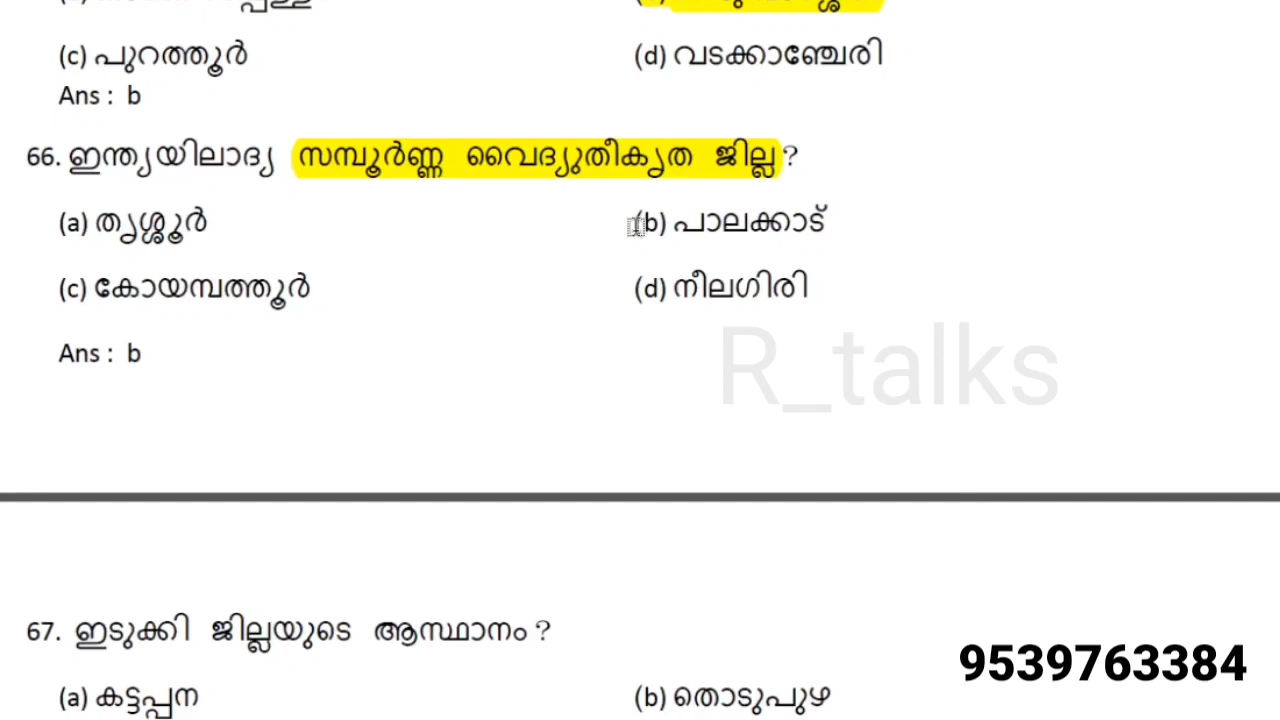 (c) പുറത്തൂർ (d) വടക്കാഞ്ചേരി
Ans : b
66. ഇന്ത്യയിലാദ്യ സമ്പൂർണ്ണ വൈദ്യുതീകൃത ജില്ല ?
(a) തൃശ്ശൂർ (b) പാലക്കാട്
(c) കോയമ്പത്തൂർ (d) നീലഗിരി
Ans : b
R_talks
67. ഇടുക്കി ജില്ലയുടെ ആസ്ഥാനം ?
9539763384
(a) കട്ടപ്പന (b) തൊടുപുഴ